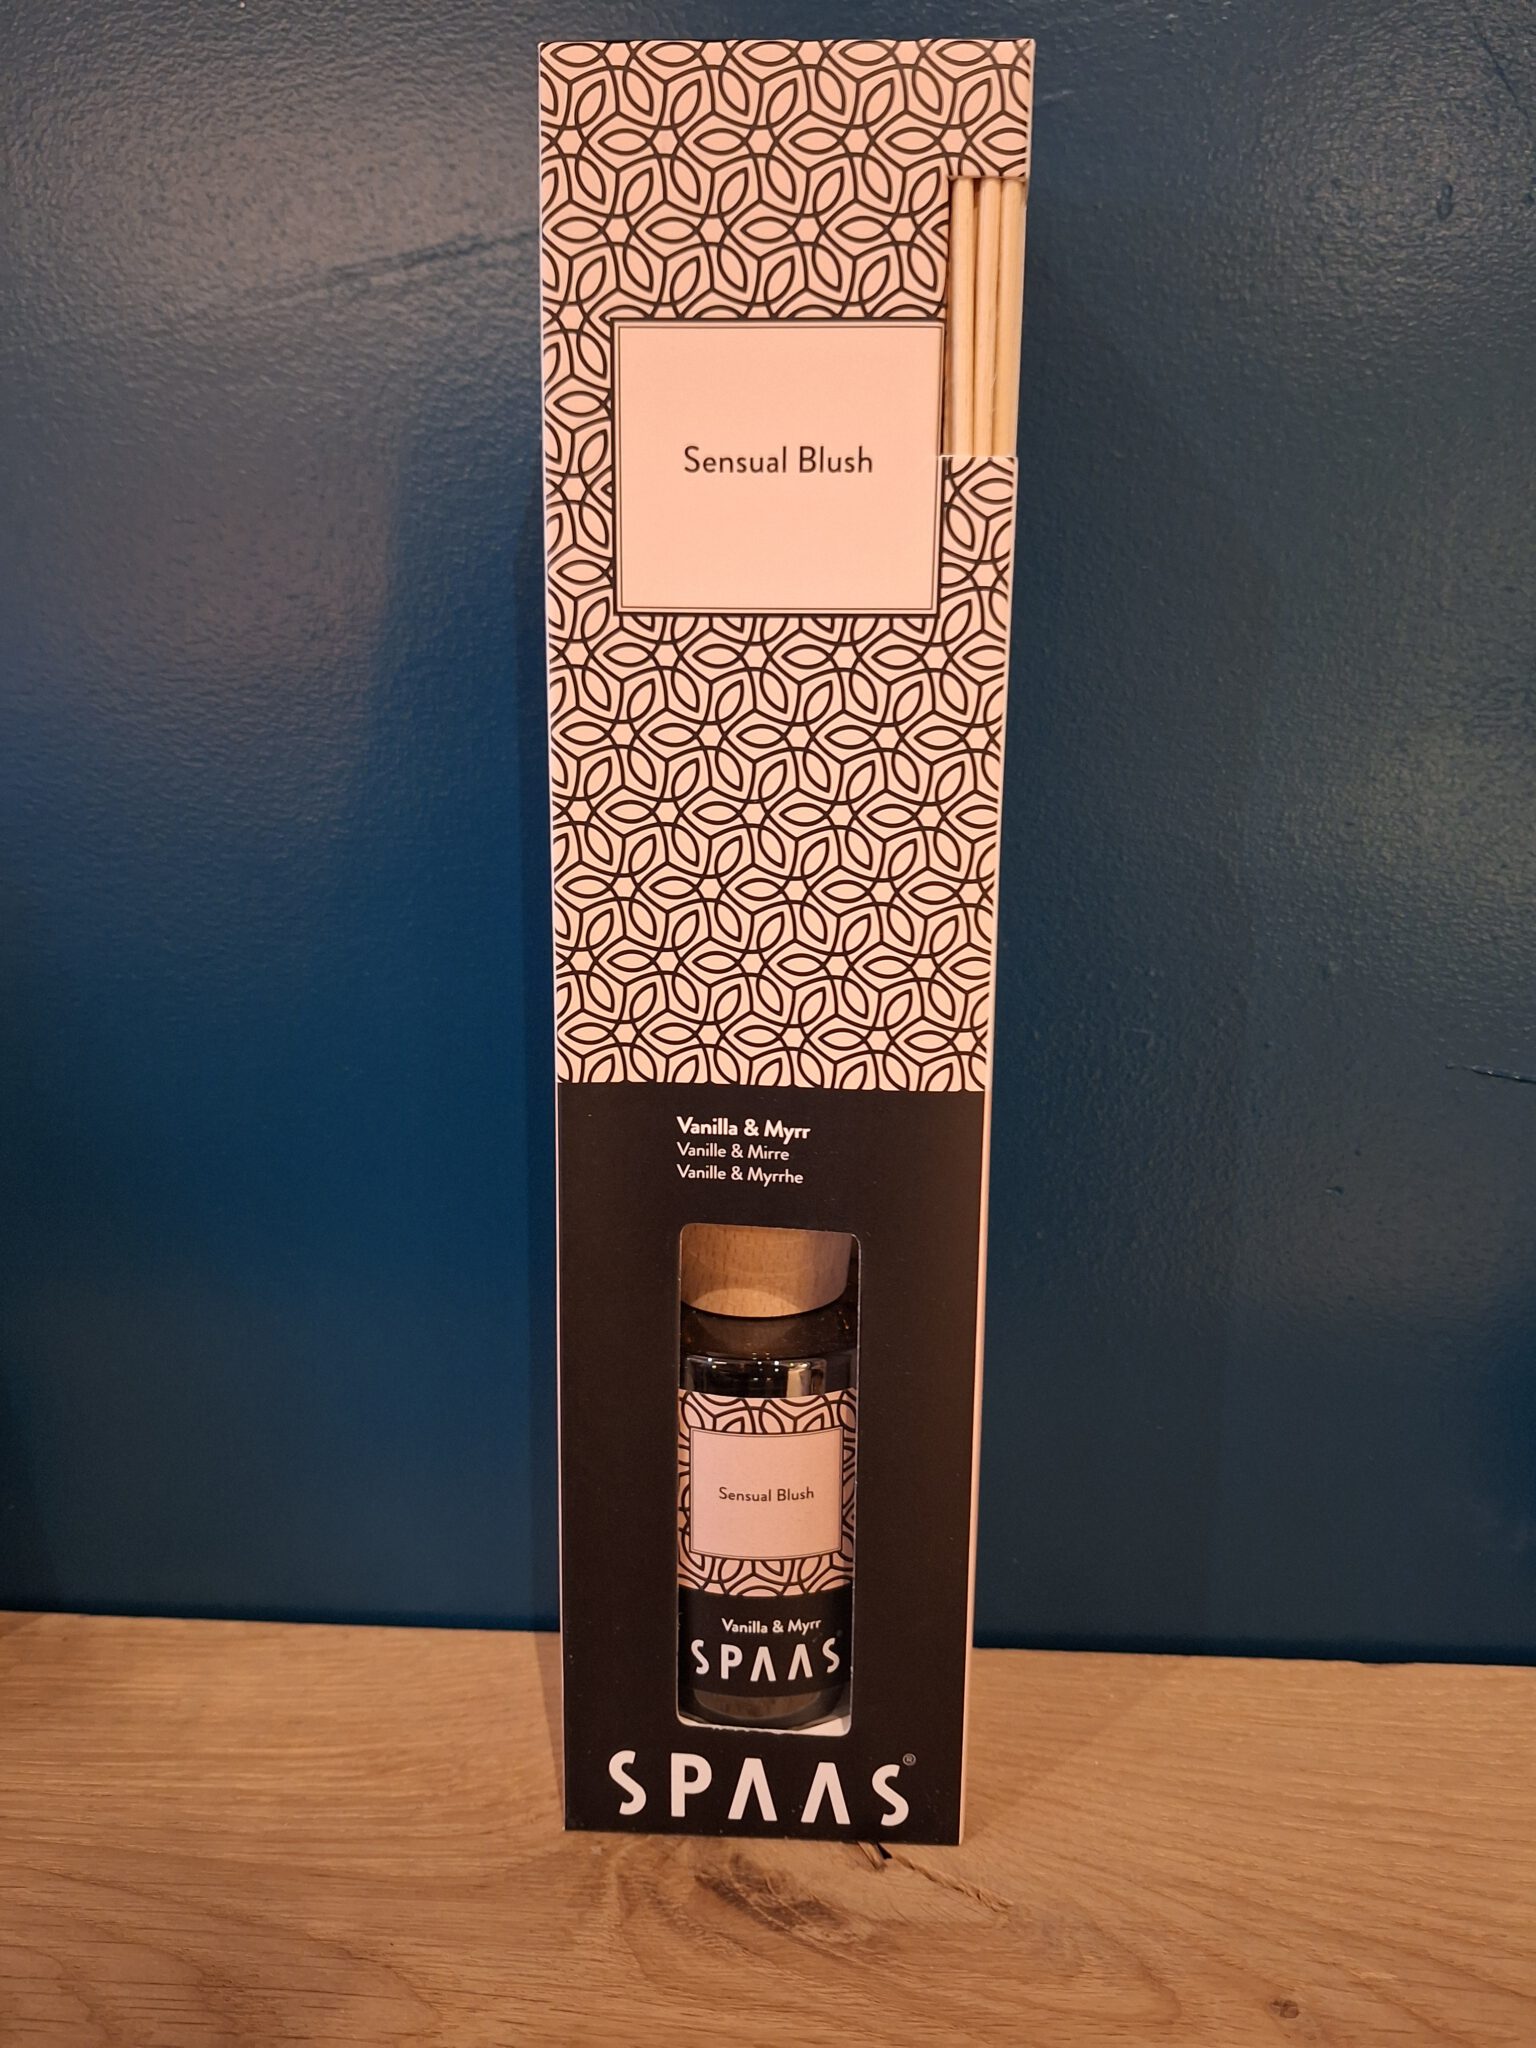 Sensual Blush
Vanilla & Myrr
Vanille & Mirre
Vanille & Myrrhe
Sensual Blush
Vanilla & Myrr
SPAAS
SPAAS®